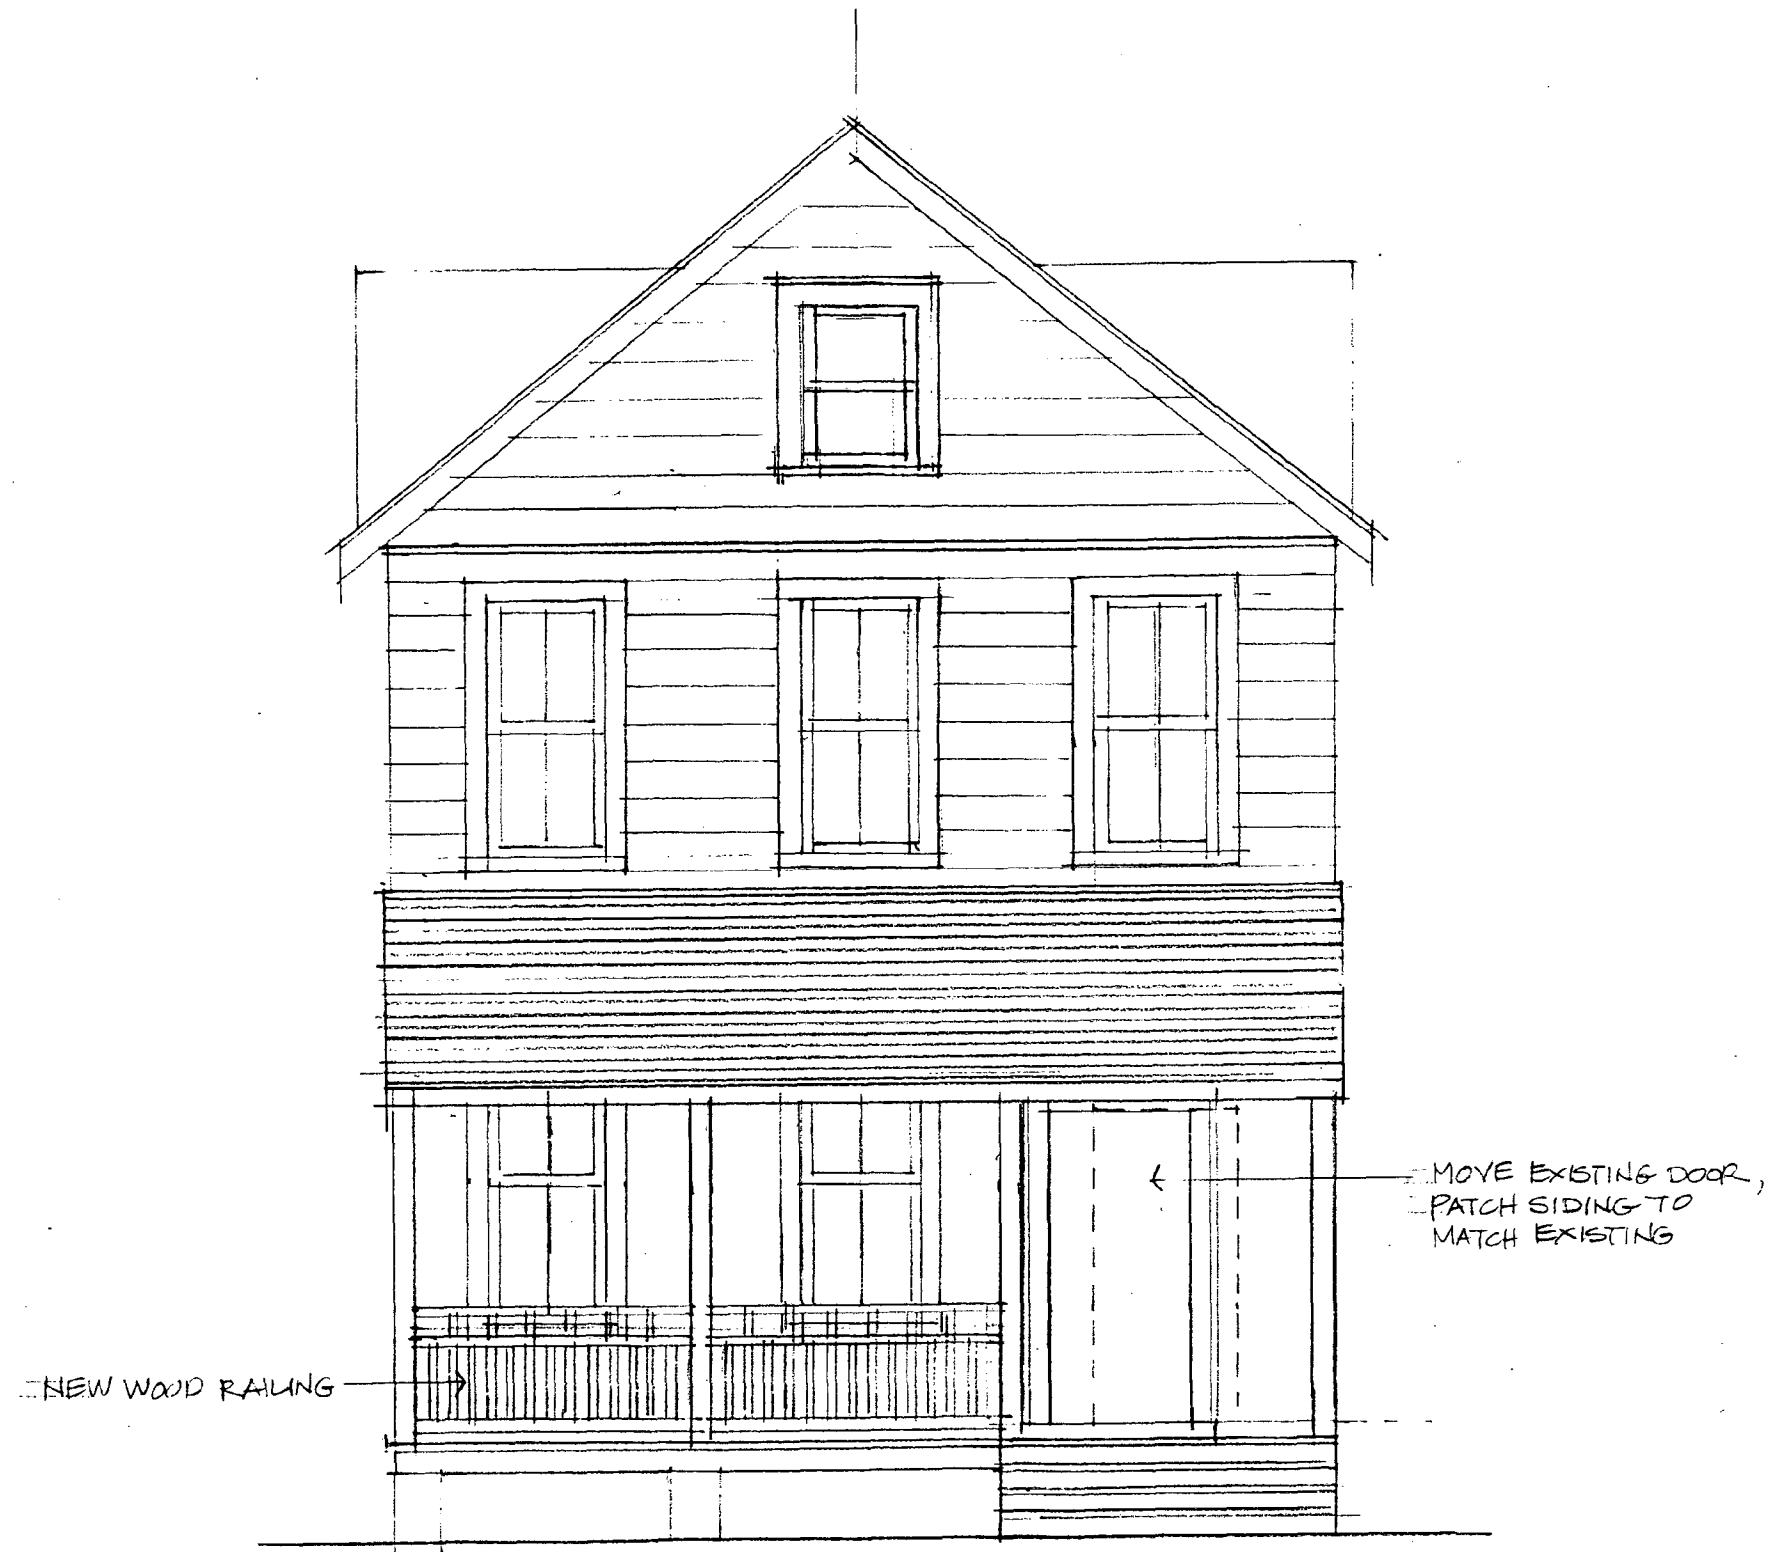 MOVE EXISTING DOOR,
PATCH SIDING TO
MATCH EXISTING
NEW WOOD RAILING